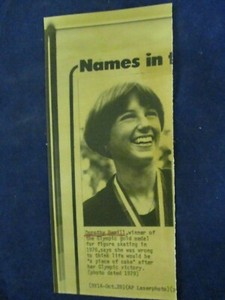 Names in t
Dorothy Hamill,winner of
the Olympic gold medal
for figure skating in
1976,says she was wrong
to think life would be
"a piece of cake" after
her Olympic victory.
(photo dated 1976)